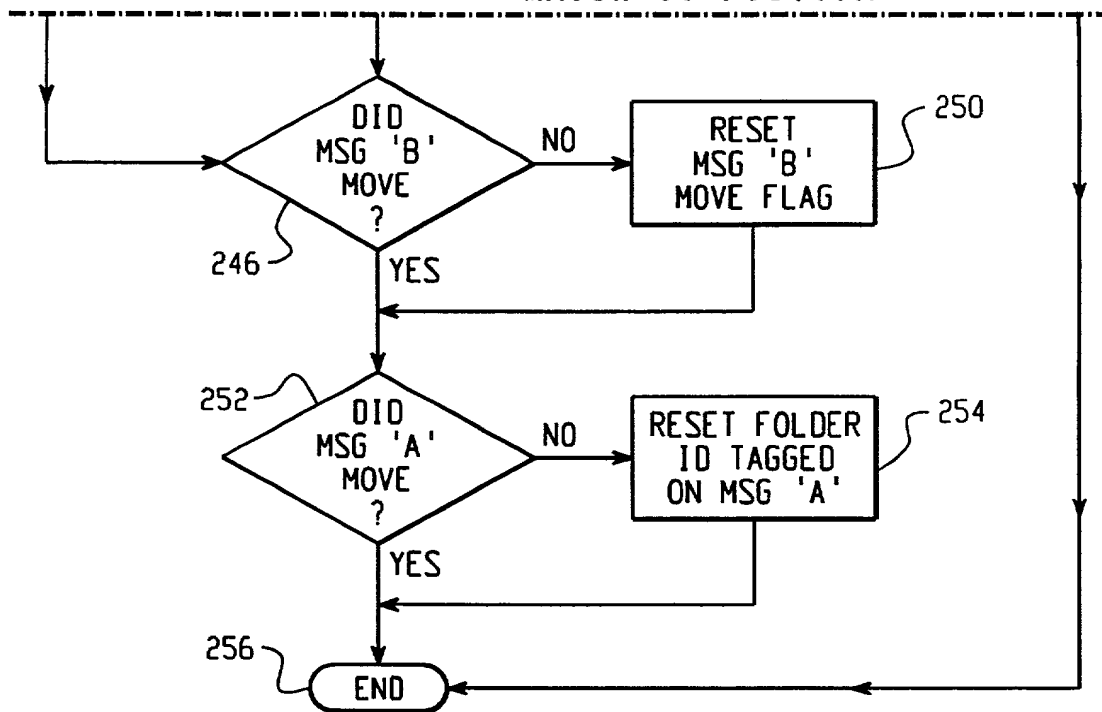 DID
MSG 'B'
MOVE
?
NO
RESET
MSG 'B'
MOVE FLAG
250
246
YES
252
DID
MSG 'A'
MOVE
?
NO
RESET FOLDER
ID TAGGED
ON MSG 'A'
254
YES
256
END